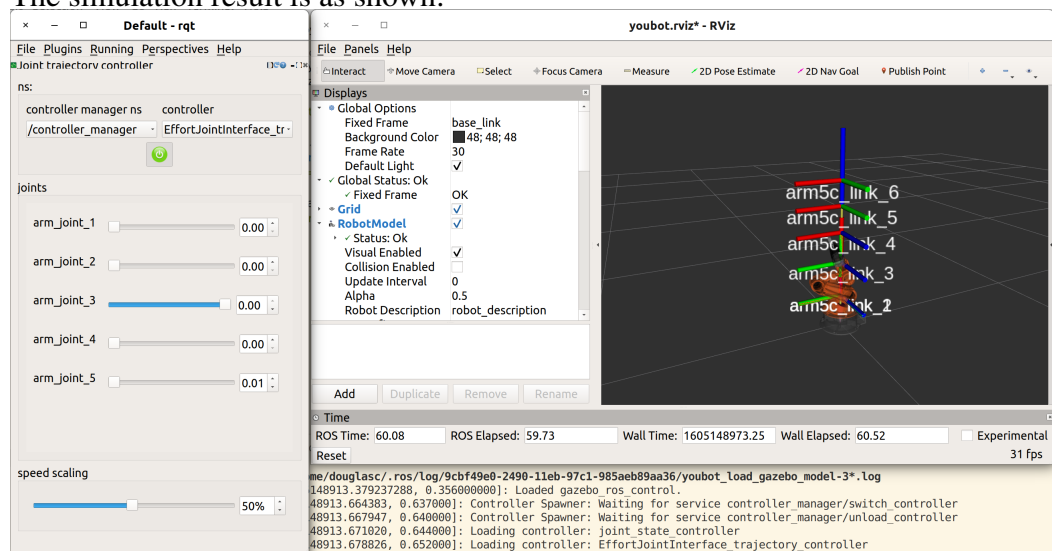 The simulation result is as shown.
Default - rqt
File Plugins Running Perspectives Help
Joint trajectory controller
ns:
controller manager ns controller
/controller_manager EffortJointInterface_tr
joints
arm_joint_1 0.00
arm_joint_2 0.00
arm_joint_3 0.00
arm_joint_4 0.00
arm_joint_5 0.01
speed scaling
50%
youbot.rviz* - RViz
File Panels Help
Interact Move Camera Select Focus Camera Measure 2D Pose Estimate 2D Nav Goal Publish Point
Displays
Global Options
Fixed Frame base_link
Background Color 48; 48; 48
Frame Rate 30
Default Light
Global Status: Ok
Fixed Frame OK
Grid
RobotModel
Status: Ok
Visual Enabled
Collision Enabled
Update Interval 0
Alpha 0.5
Robot Description robot_description
Add Duplicate Remove Rename
arm5c_link_6
arm5c_link_5
arm5c_link_4
arm5c_link_3
arm5c_link_2
Time
ROS Time: 60.08 ROS Elapsed: 59.73 Wall Time: 1605148973.25 Wall Elapsed: 60.52 Experimental
Reset 31 fps
me/douglasc/.ros/log/9cbf49e0-2490-11eb-97c1-985aeb89aa36/youbot_load_gazebo_model-3*.log
148913.379237288, 0.356000000]: Loaded gazebo_ros_control.
48913.664383, 0.637000]: Controller Spawner: Waiting for service controller_manager/switch_controller
48913.667947, 0.640000]: Controller Spawner: Waiting for service controller_manager/unload_controller
48913.671020, 0.644000]: Loading controller: joint_state_controller
48913.678826, 0.652000]: Loading controller: EffortJointInterface_trajectory_controller